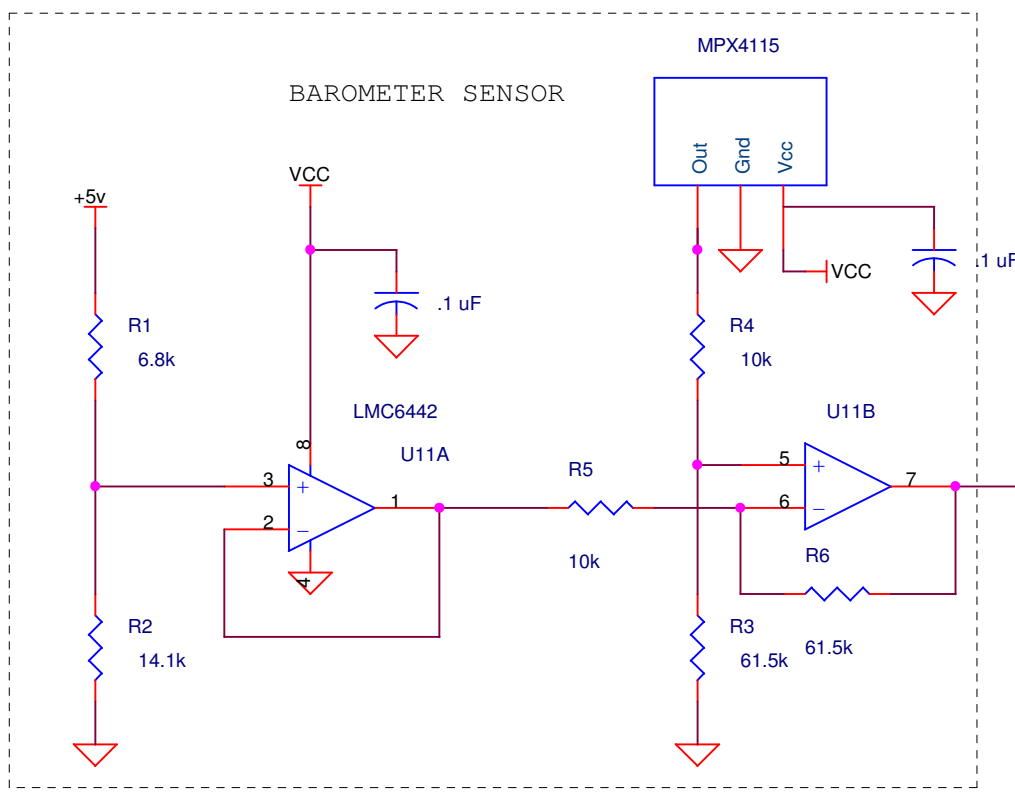 MPX4115
BAROMETER SENSOR
Out
Gnd
Vcc
VCC
+5v
VCC
.1 uF
.1 uF
R1
6.8k
R4
10k
LMC6442
U11A
U11B
8
3
2
1
4
R5
10k
5
6
7
R6
61.5k
R2
14.1k
R3
61.5k